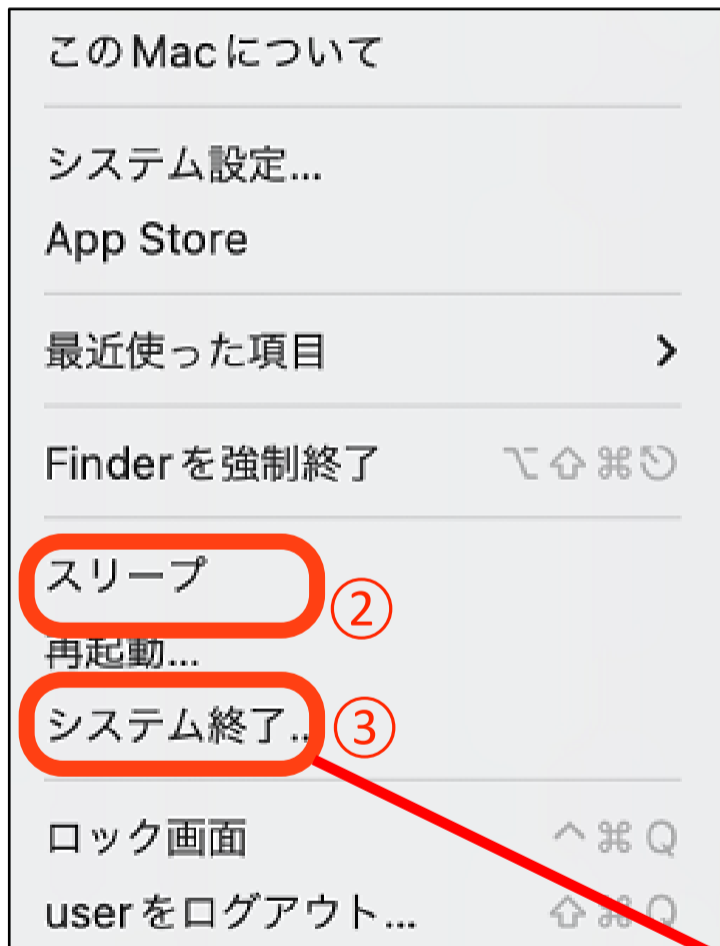 このMacについて
システム設定...
App Store
最近使った項目 >
Finderを強制終了 ⌥⇧⌘⎋
スリープ ②
再起動...
システム終了... ③
ロック画面 ^⌘Q
userをログアウト... ⇧⌘Q